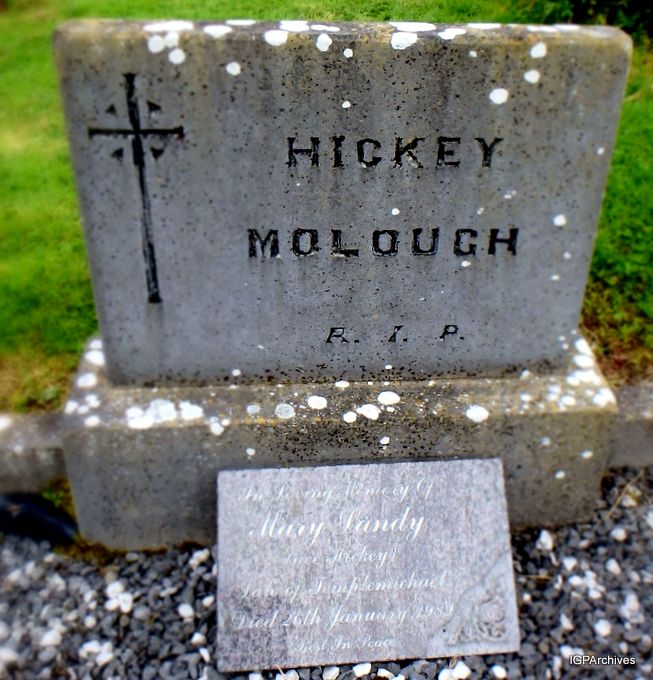 HICKEY
MOLOUGH
R. I. P.
In Loving Memory Of
Mary Landy
(nee Hickey)
Late of Templemichael
Died 26th January 1989
Rest In Peace
IGPArchives